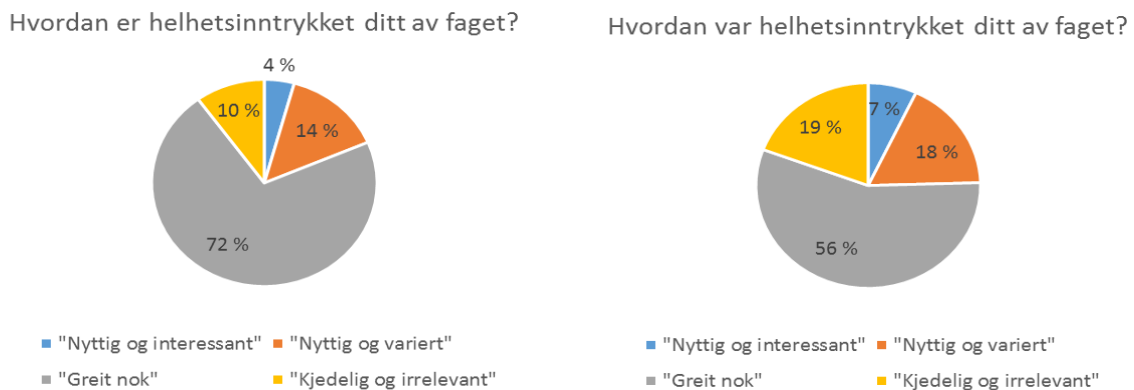 Hvordan er helhetsinntrykket ditt av faget?
4 %
10 %
14 %
72 %
"Nyttig og interessant" "Nyttig og variert"
"Greit nok" "Kjedelig og irrelevant"
Hvordan var helhetsinntrykket ditt av faget?
7 %
19 %
18 %
56 %
"Nyttig og interessant" "Nyttig og variert"
"Greit nok" "Kjedelig og irrelevant"